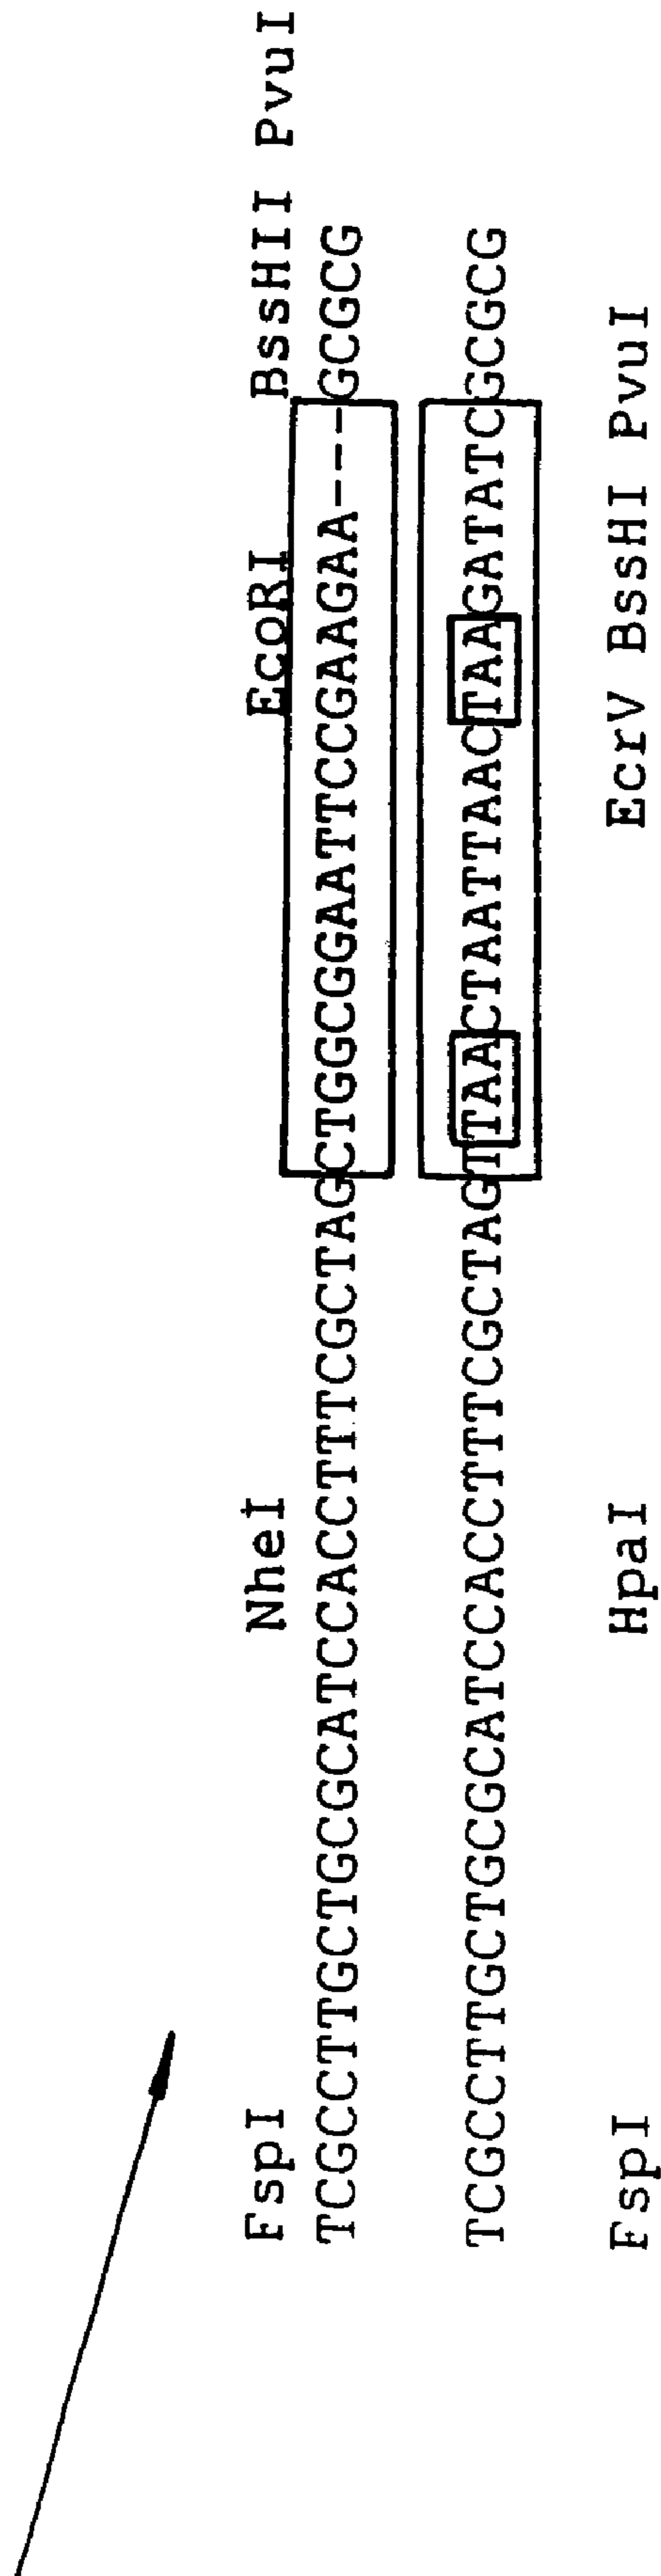 FspI NheI EcoRI BssHII PvuI
TCGCCTTGCTGCGCATCCACCTTTCGCTAGCTGGCGGAATTCCGAAGAA---GCGCG
TCGCCTTGCTGCGCATCCACCTTTCGCTAGTTAACTAATTAACTAAGATATCGCGCG
FspI HpaI EcrV BssHI PvuI